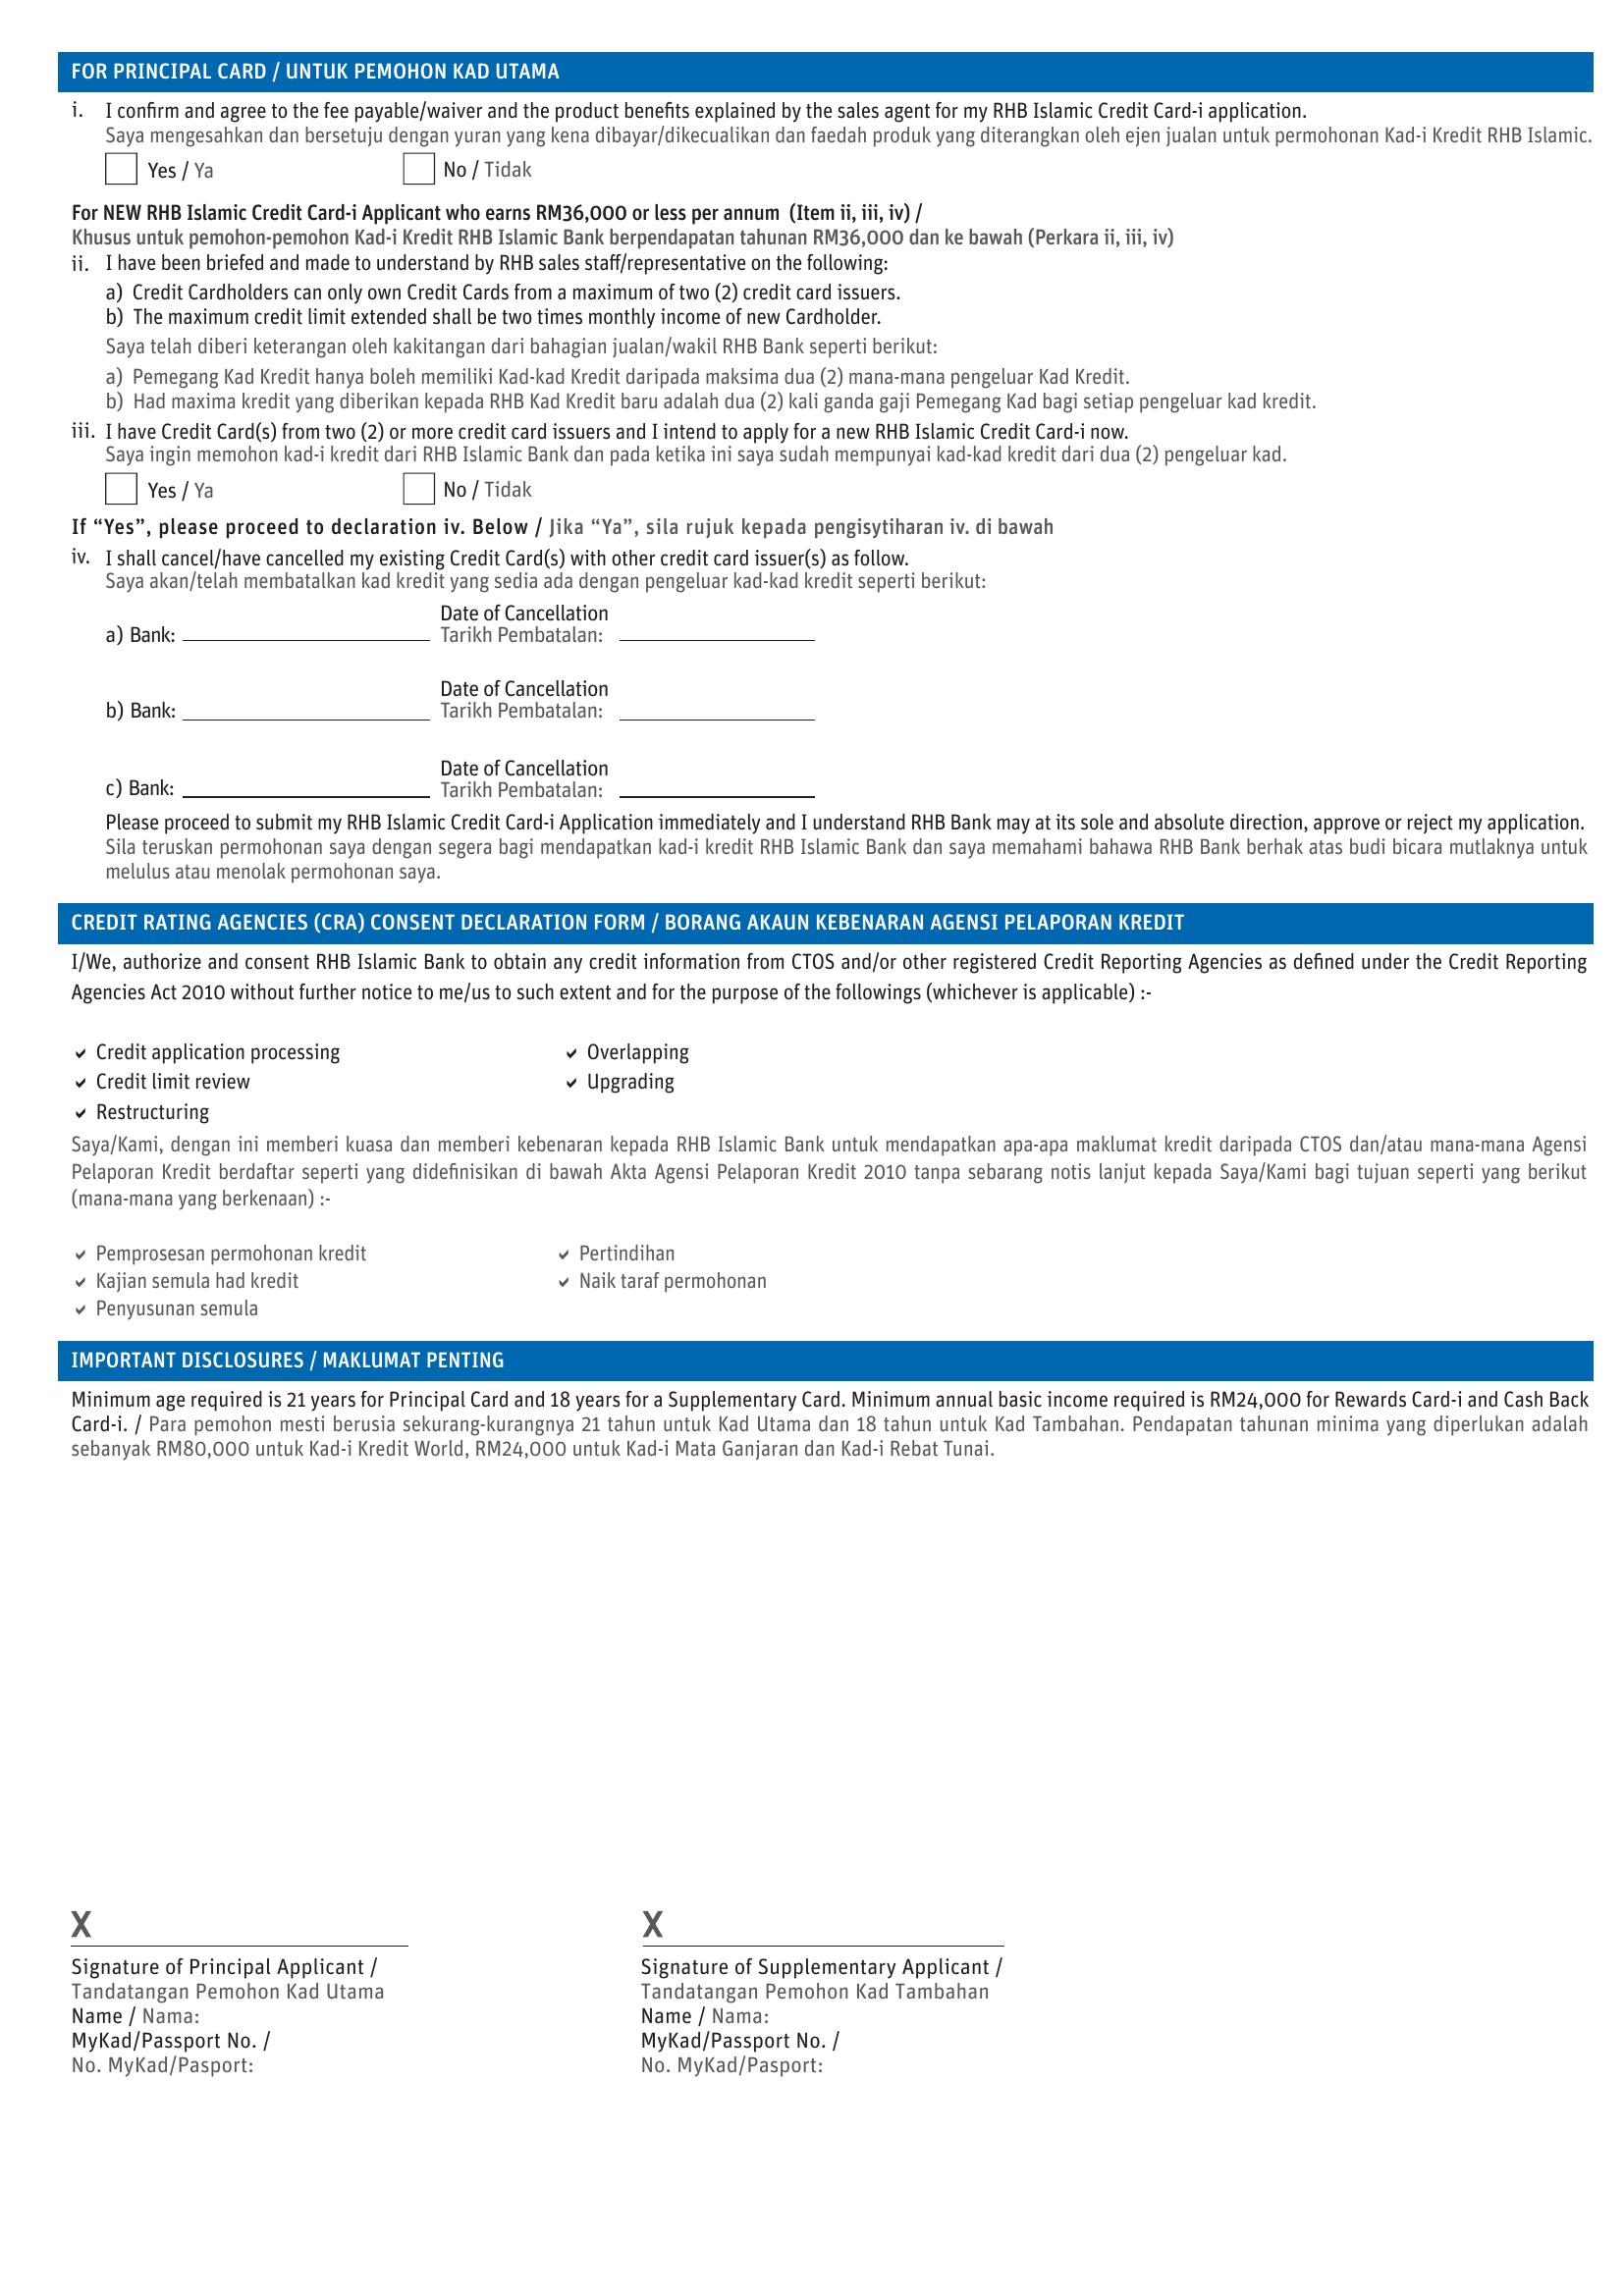 FOR PRINCIPAL CARD / UNTUK PEMOHON KAD UTAMA
i. I confirm and agree to the fee payable/waiver and the product benefits explained by the sales agent for my RHB Islamic Credit Card-i application.
Saya mengesahkan dan bersetuju dengan yuran yang kena dibayar/dikecualikan dan faedah produk yang diterangkan oleh ejen jualan untuk permohonan Kad-i Kredit RHB Islamic.
Yes / Ya No / Tidak
For NEW RHB Islamic Credit Card-i Applicant who earns RM36,000 or less per annum (Item ii, iii, iv) /
Khusus untuk pemohon-pemohon Kad-i Kredit RHB Islamic Bank berpendapatan tahunan RM36,000 dan ke bawah (Perkara ii, iii, iv)
ii. I have been briefed and made to understand by RHB sales staff/representative on the following:
a) Credit Cardholders can only own Credit Cards from a maximum of two (2) credit card issuers.
b) The maximum credit limit extended shall be two times monthly income of new Cardholder.
Saya telah diberi keterangan oleh kakitangan dari bahagian jualan/wakil RHB Bank seperti berikut:
a) Pemegang Kad Kredit hanya boleh memiliki Kad-kad Kredit daripada maksima dua (2) mana-mana pengeluar Kad Kredit.
b) Had maxima kredit yang diberikan kepada RHB Kad Kredit baru adalah dua (2) kali ganda gaji Pemegang Kad bagi setiap pengeluar kad kredit.
iii. I have Credit Card(s) from two (2) or more credit card issuers and I intend to apply for a new RHB Islamic Credit Card-i now.
Saya ingin memohon kad-i kredit dari RHB Islamic Bank dan pada ketika ini saya sudah mempunyai kad-kad kredit dari dua (2) pengeluar kad.
Yes / Ya No / Tidak
If “Yes”, please proceed to declaration iv. Below / Jika “Ya”, sila rujuk kepada pengisytiharan iv. di bawah
iv. I shall cancel/have cancelled my existing Credit Card(s) with other credit card issuer(s) as follow.
Saya akan/telah membatalkan kad kredit yang sedia ada dengan pengeluar kad-kad kredit seperti berikut:
Date of Cancellation
a) Bank: Tarikh Pembatalan:
Date of Cancellation
b) Bank: Tarikh Pembatalan:
Date of Cancellation
c) Bank: Tarikh Pembatalan:
Please proceed to submit my RHB Islamic Credit Card-i Application immediately and I understand RHB Bank may at its sole and absolute direction, approve or reject my application.
Sila teruskan permohonan saya dengan segera bagi mendapatkan kad-i kredit RHB Islamic Bank dan saya memahami bahawa RHB Bank berhak atas budi bicara mutlaknya untuk
melulus atau menolak permohonan saya.
CREDIT RATING AGENCIES (CRA) CONSENT DECLARATION FORM / BORANG AKAUN KEBENARAN AGENSI PELAPORAN KREDIT
I/We, authorize and consent RHB Islamic Bank to obtain any credit information from CTOS and/or other registered Credit Reporting Agencies as defined under the Credit Reporting
Agencies Act 2010 without further notice to me/us to such extent and for the purpose of the followings (whichever is applicable) :-
✓ Credit application processing ✓ Overlapping
✓ Credit limit review ✓ Upgrading
✓ Restructuring
Saya/Kami, dengan ini memberi kuasa dan memberi kebenaran kepada RHB Islamic Bank untuk mendapatkan apa-apa maklumat kredit daripada CTOS dan/atau mana-mana Agensi
Pelaporan Kredit berdaftar seperti yang didefinisikan di bawah Akta Agensi Pelaporan Kredit 2010 tanpa sebarang notis lanjut kepada Saya/Kami bagi tujuan seperti yang berikut
(mana-mana yang berkenaan) :-
✓ Pemprosesan permohonan kredit ✓ Pertindihan
✓ Kajian semula had kredit ✓ Naik taraf permohonan
✓ Penyusunan semula
IMPORTANT DISCLOSURES / MAKLUMAT PENTING
Minimum age required is 21 years for Principal Card and 18 years for a Supplementary Card. Minimum annual basic income required is RM24,000 for Rewards Card-i and Cash Back
Card-i. / Para pemohon mesti berusia sekurang-kurangnya 21 tahun untuk Kad Utama dan 18 tahun untuk Kad Tambahan. Pendapatan tahunan minima yang diperlukan adalah
sebanyak RM80,000 untuk Kad-i Kredit World, RM24,000 untuk Kad-i Mata Ganjaran dan Kad-i Rebat Tunai.
X
Signature of Principal Applicant /
Tandatangan Pemohon Kad Utama
Name / Nama:
MyKad/Passport No. /
No. MyKad/Pasport:
X
Signature of Supplementary Applicant /
Tandatangan Pemohon Kad Tambahan
Name / Nama:
MyKad/Passport No. /
No. MyKad/Pasport: